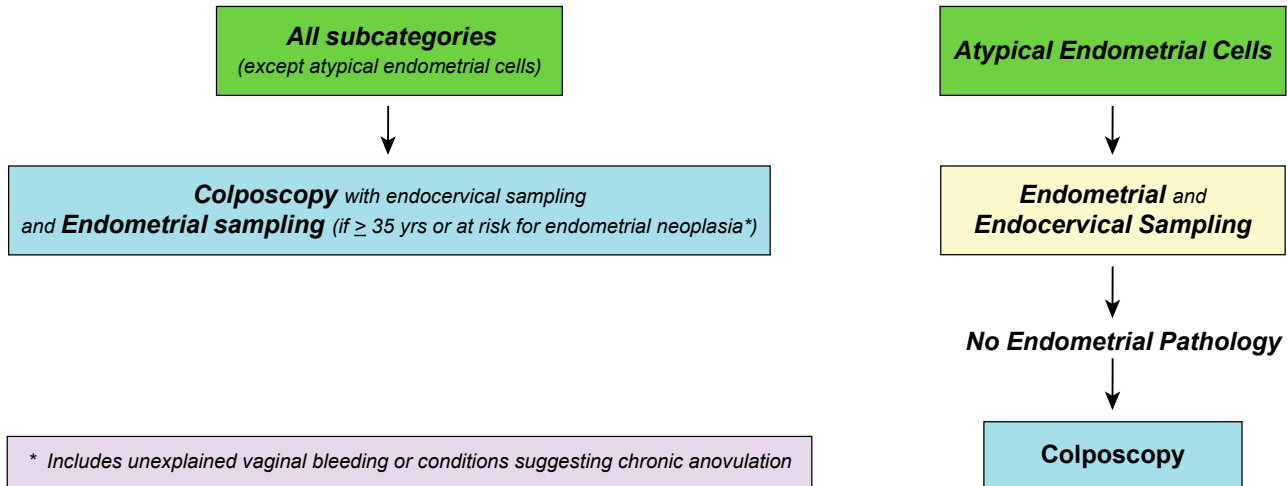 All subcategories
(except atypical endometrial cells)
Colposcopy with endocervical sampling
and Endometrial sampling (if ≥ 35 yrs or at risk for endometrial neoplasia*)
* Includes unexplained vaginal bleeding or conditions suggesting chronic anovulation
Atypical Endometrial Cells
Endometrial and
Endocervical Sampling
No Endometrial Pathology
Colposcopy